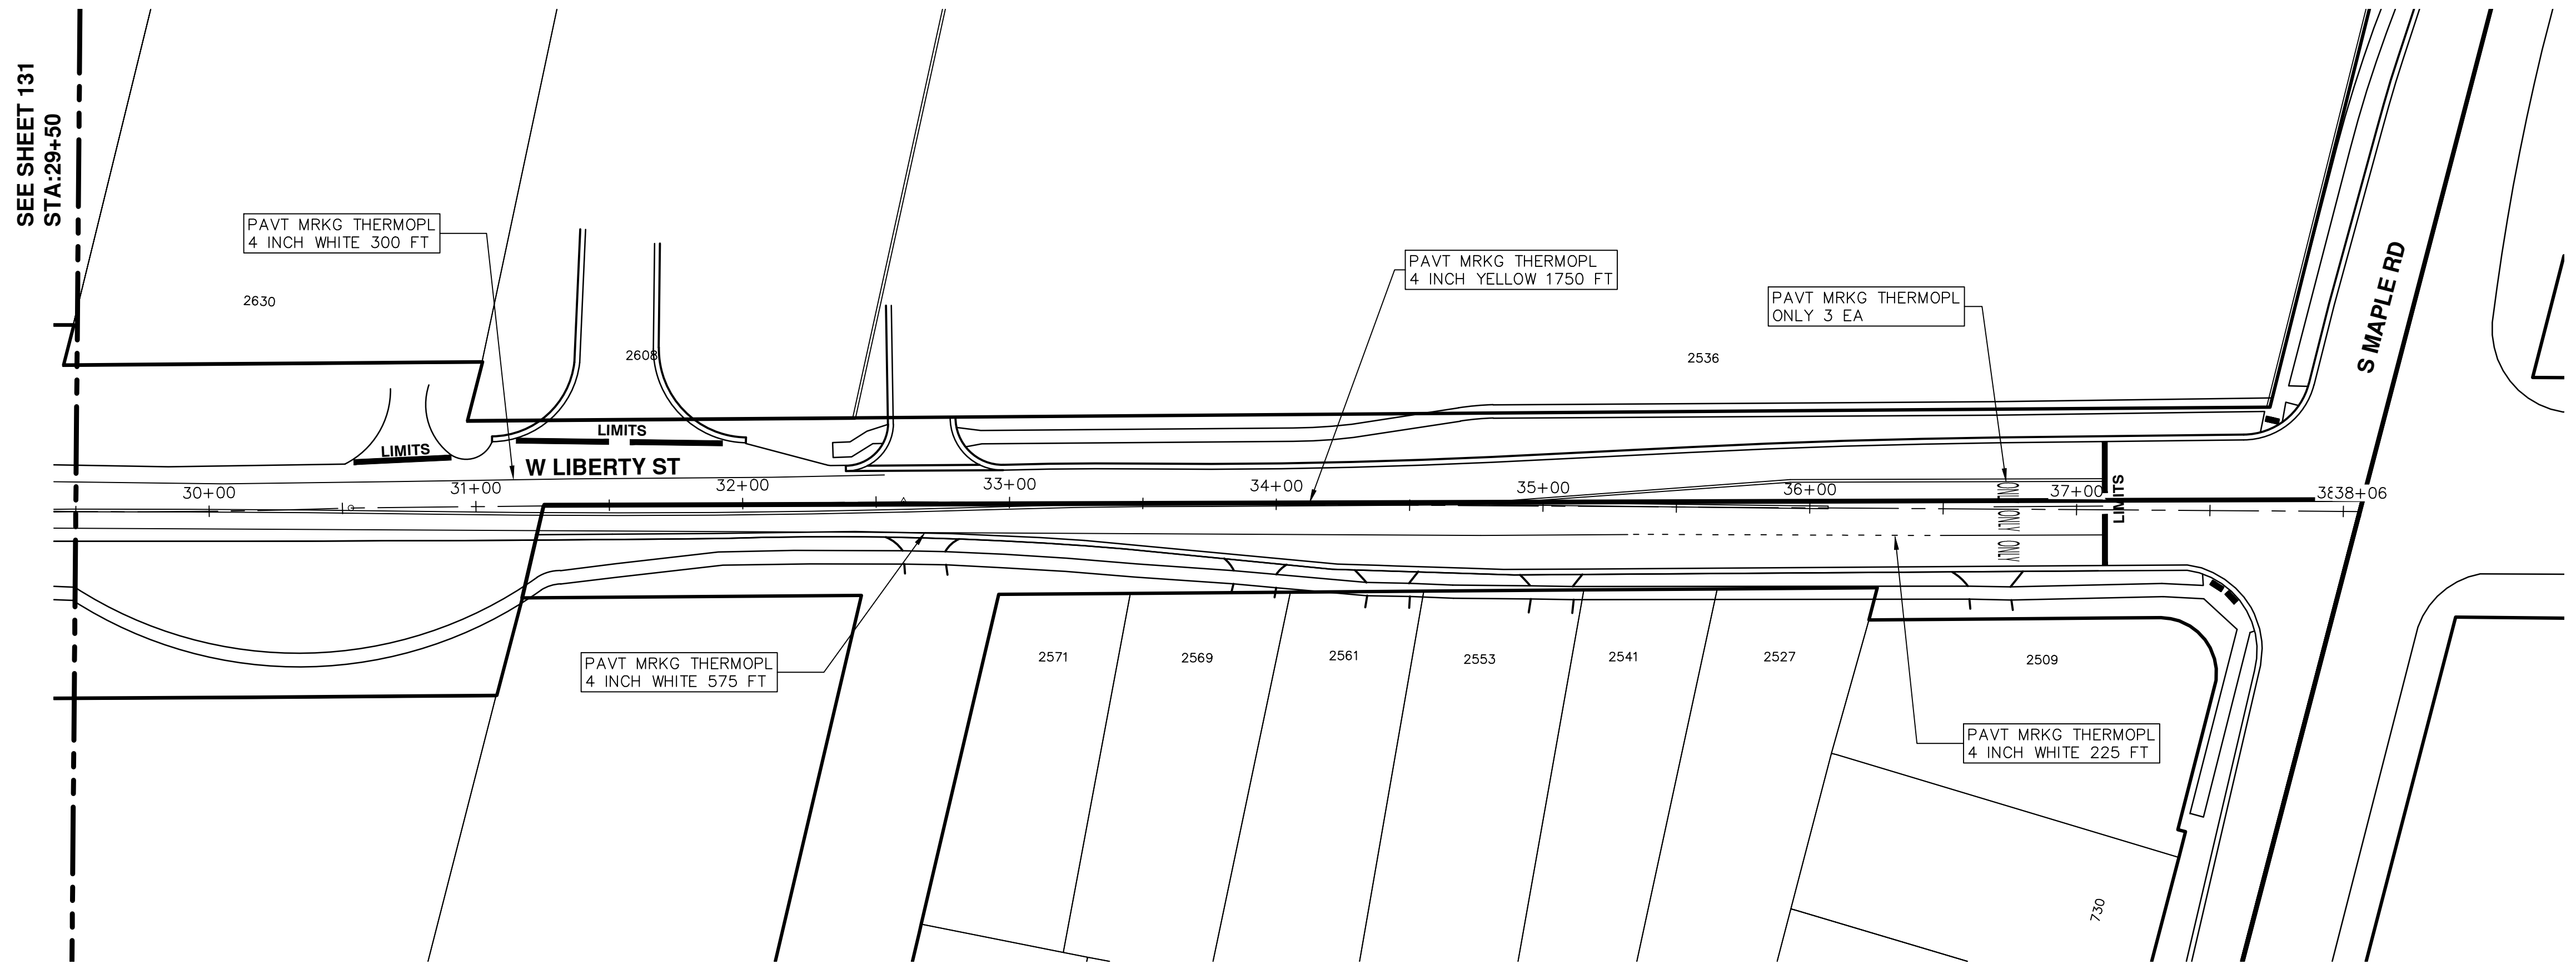 SEE SHEET 131
STA:29+50
PAVT MRKG THERMOPL
4 INCH WHITE 300 FT
PAVT MRKG THERMOPL
4 INCH YELLOW 1750 FT
PAVT MRKG THERMOPL
ONLY 3 EA
S MAPLE RD
2630
2608
2536
LIMITS
LIMITS
W LIBERTY ST
30+00
31+00
32+00
33+00
34+00
35+00
36+00
37+00
38+06
LIMITS
ONLY
ONLY
ONLY
PAVT MRKG THERMOPL
4 INCH WHITE 575 FT
2571
2569
2561
2553
2541
2527
2509
PAVT MRKG THERMOPL
4 INCH WHITE 225 FT
730